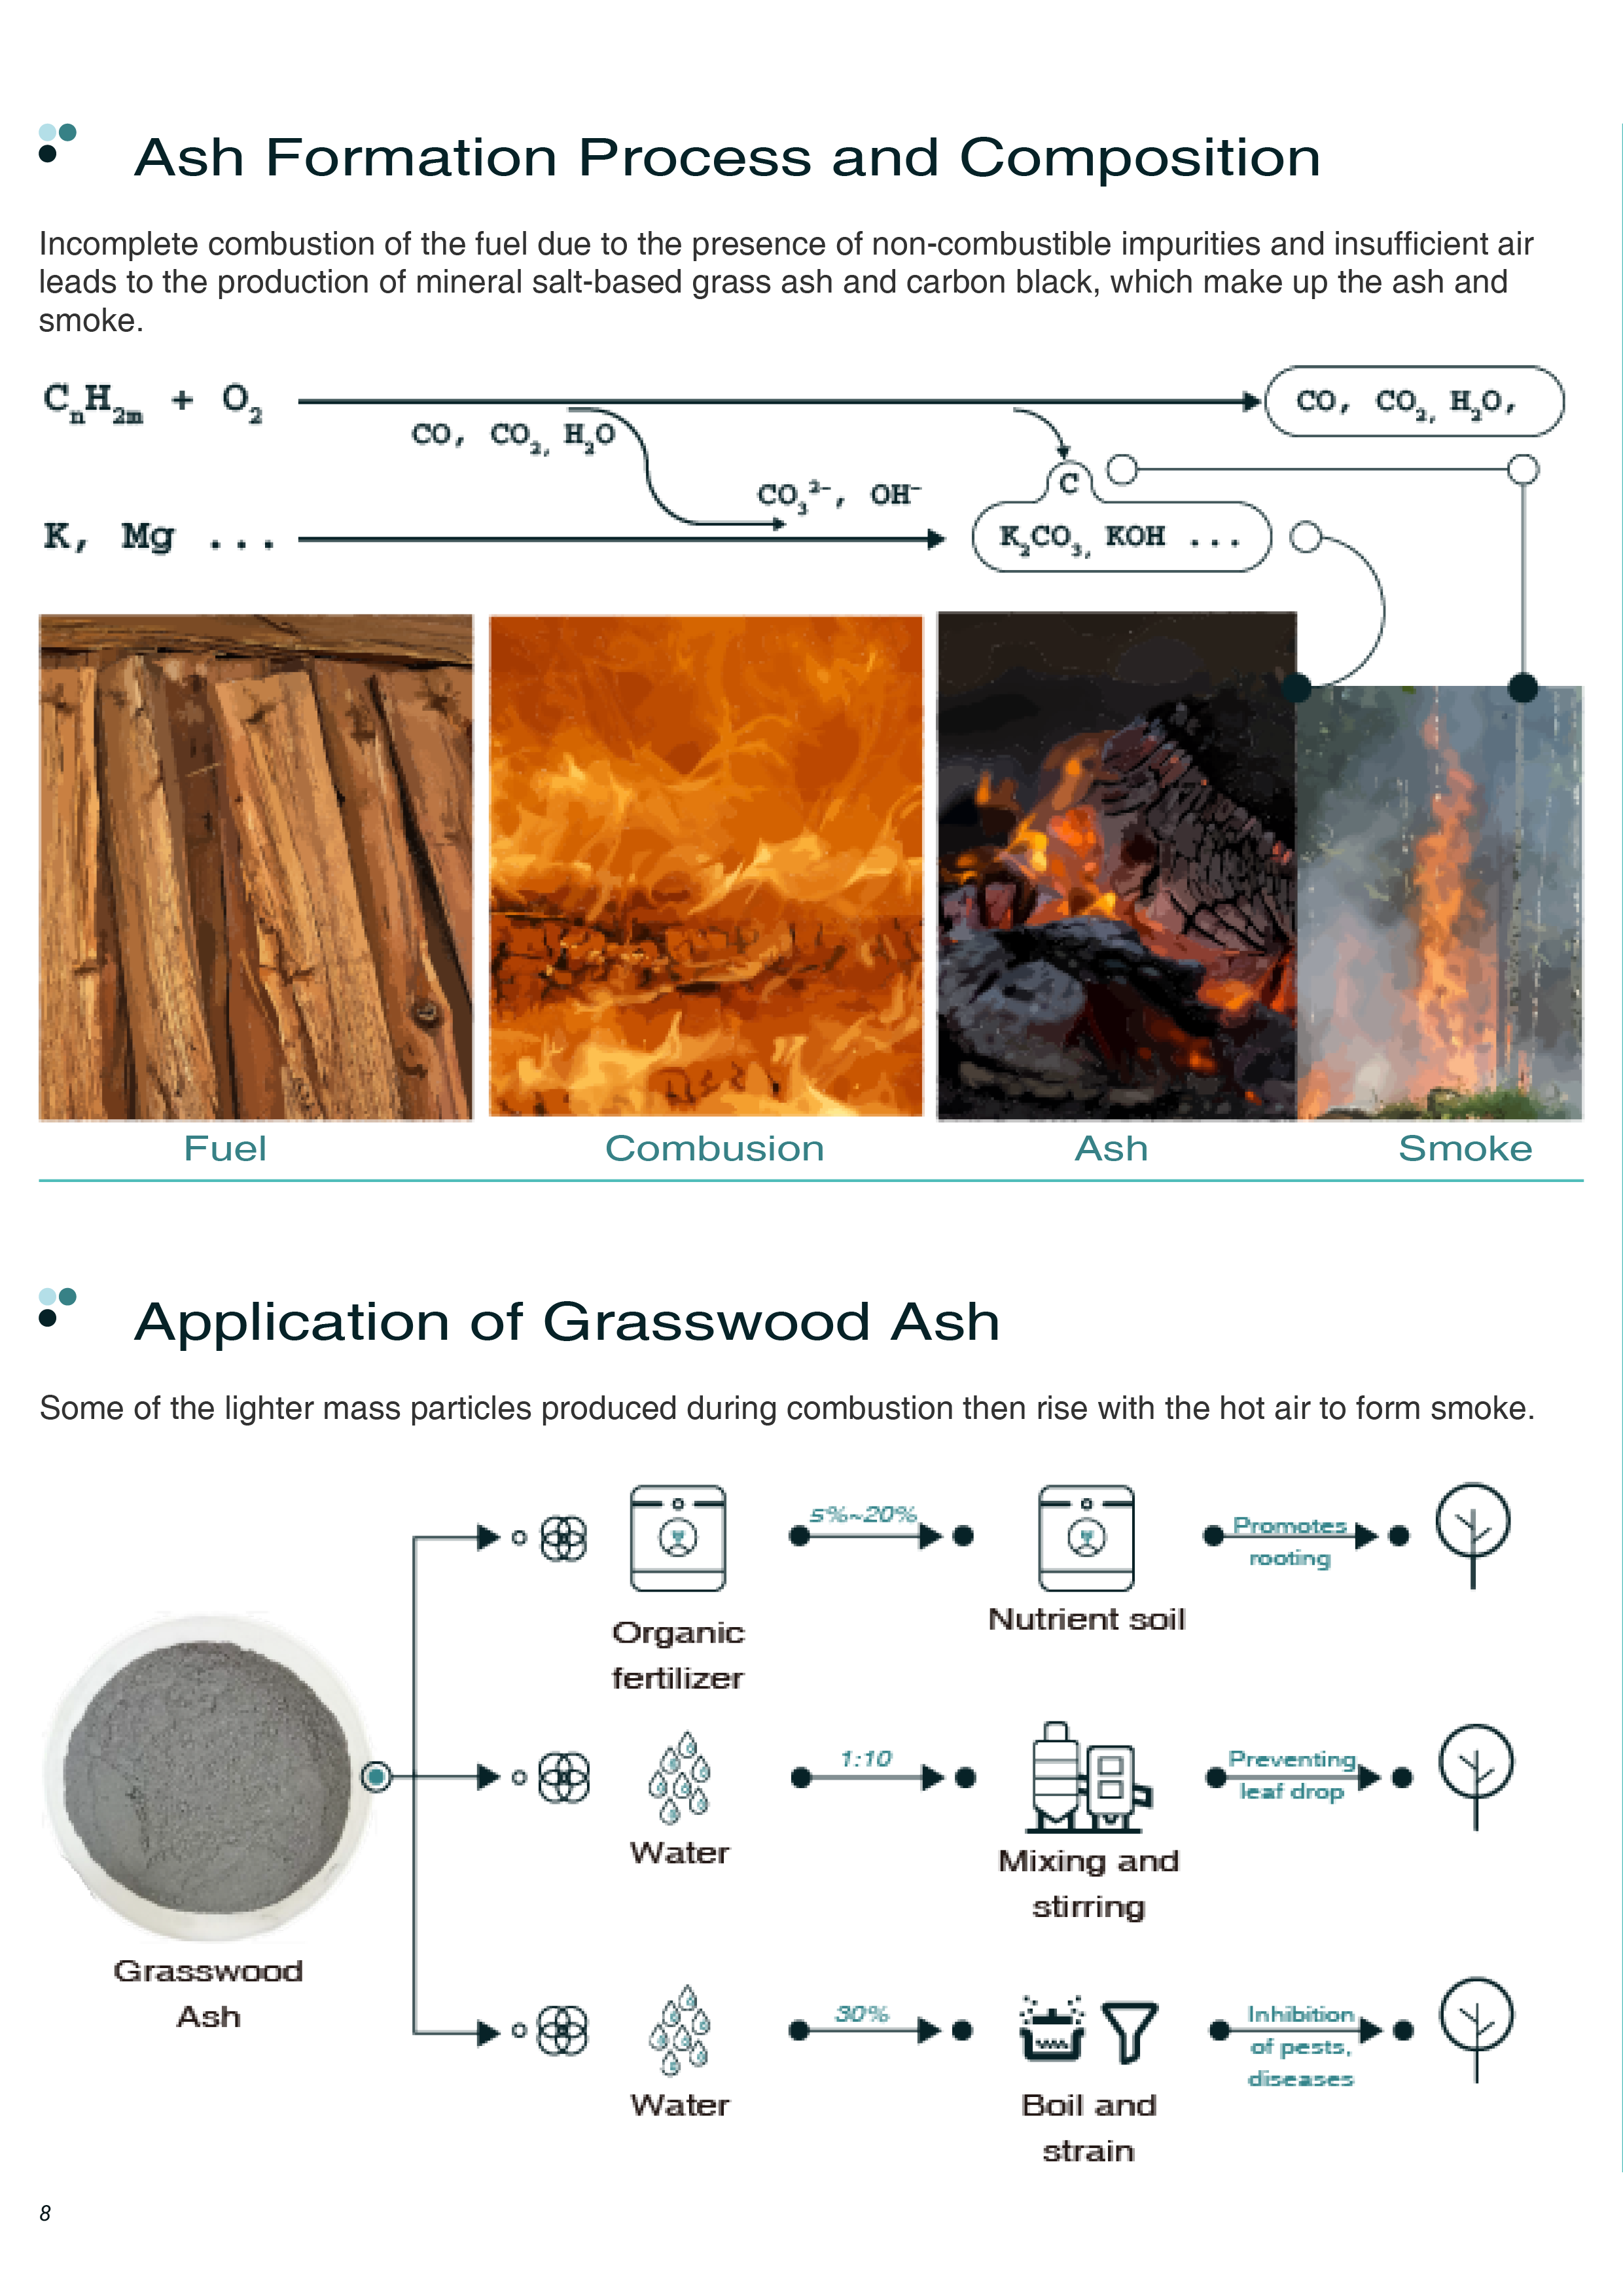 Ash Formation Process and Composition
Incomplete combustion of the fuel due to the presence of non-combustible impurities and insufficient air
leads to the production of mineral salt-based grass ash and carbon black, which make up the ash and
smoke.
CₙH₂ₘ + O₂
CO, CO₂, H₂O
CO, CO₂, H₂O,
CO₃²⁻, OH⁻
C
K, Mg ...
K₂CO₃, KOH ...
Fuel
Combusion
Ash
Smoke
Application of Grasswood Ash
Some of the lighter mass particles produced during combustion then rise with the hot air to form smoke.
Grasswood
Ash
Organic
fertilizer
5%~20%
Nutrient soil
Promotes
rooting
Water
1:10
Mixing and
stirring
Preventing
leaf drop
Water
30%
Boil and
strain
Inhibition
of pests,
diseases
8